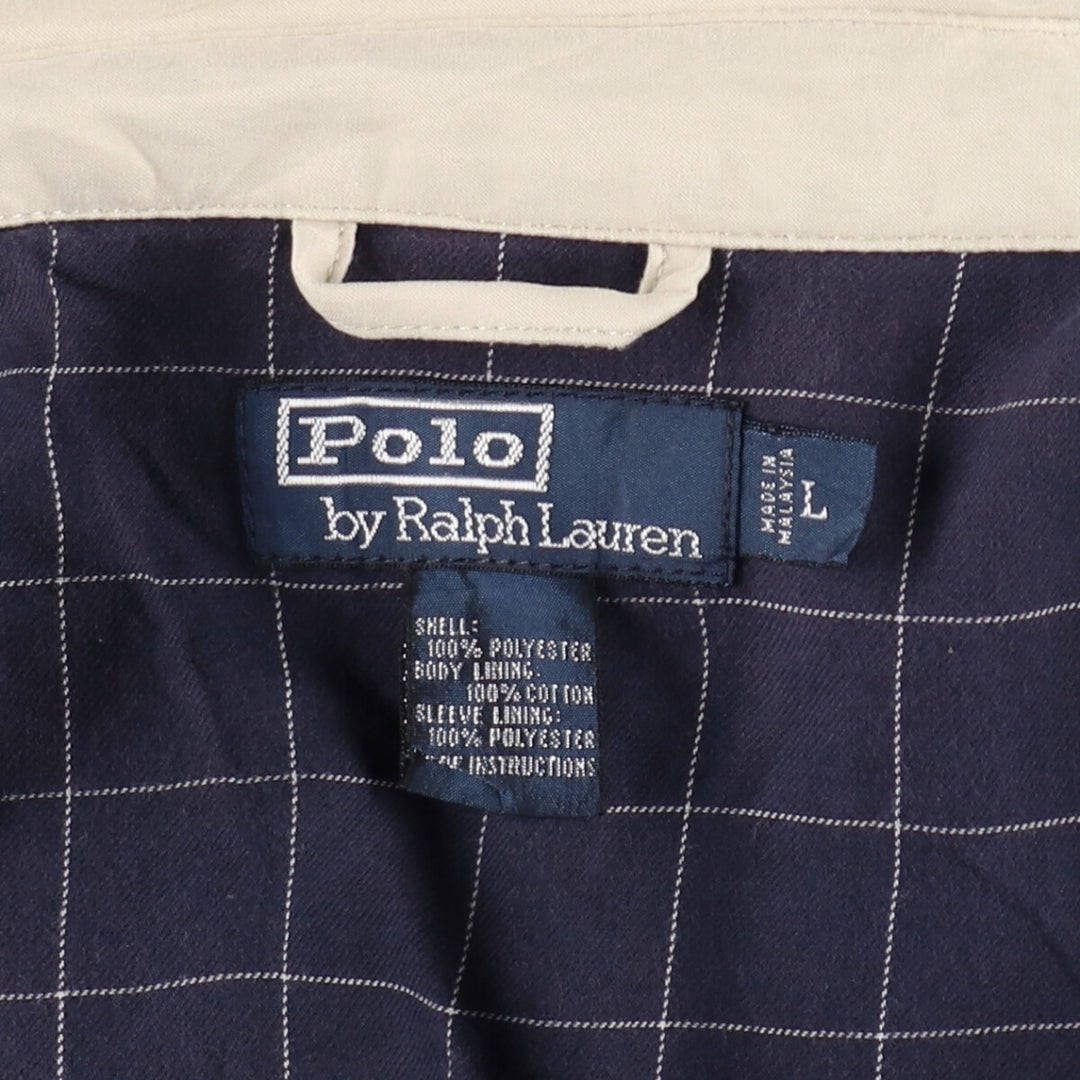 Polo
by Ralph Lauren
MADE IN
MALAYSIA
L
SHELL:
100% POLYESTER
BODY LINING:
100% COTTON
SLEEVE LINING:
100% POLYESTER
INSTRUCTIONS